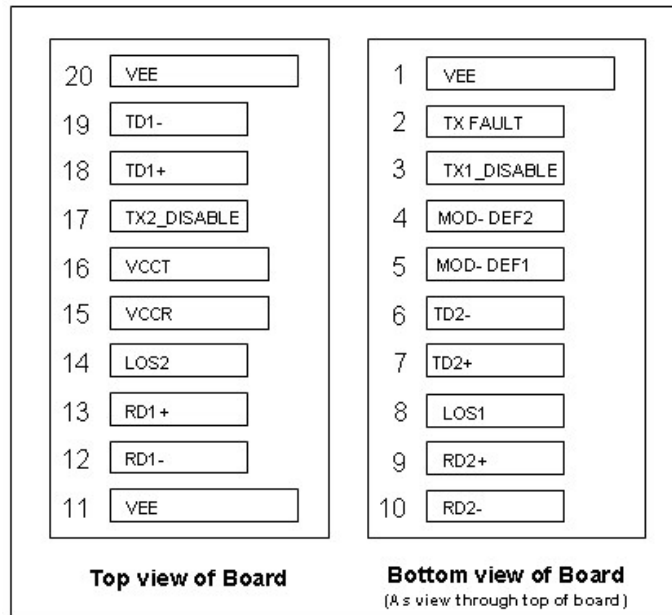 20 VEE
19 TD1-
18 TD1+
17 TX2_DISABLE
16 VCCT
15 VCCR
14 LOS2
13 RD1+
12 RD1-
11 VEE
Top view of Board
1 VEE
2 TX FAULT
3 TX1_DISABLE
4 MOD- DEF2
5 MOD- DEF1
6 TD2-
7 TD2+
8 LOS1
9 RD2+
10 RD2-
Bottom view of Board
(As view through top of board)